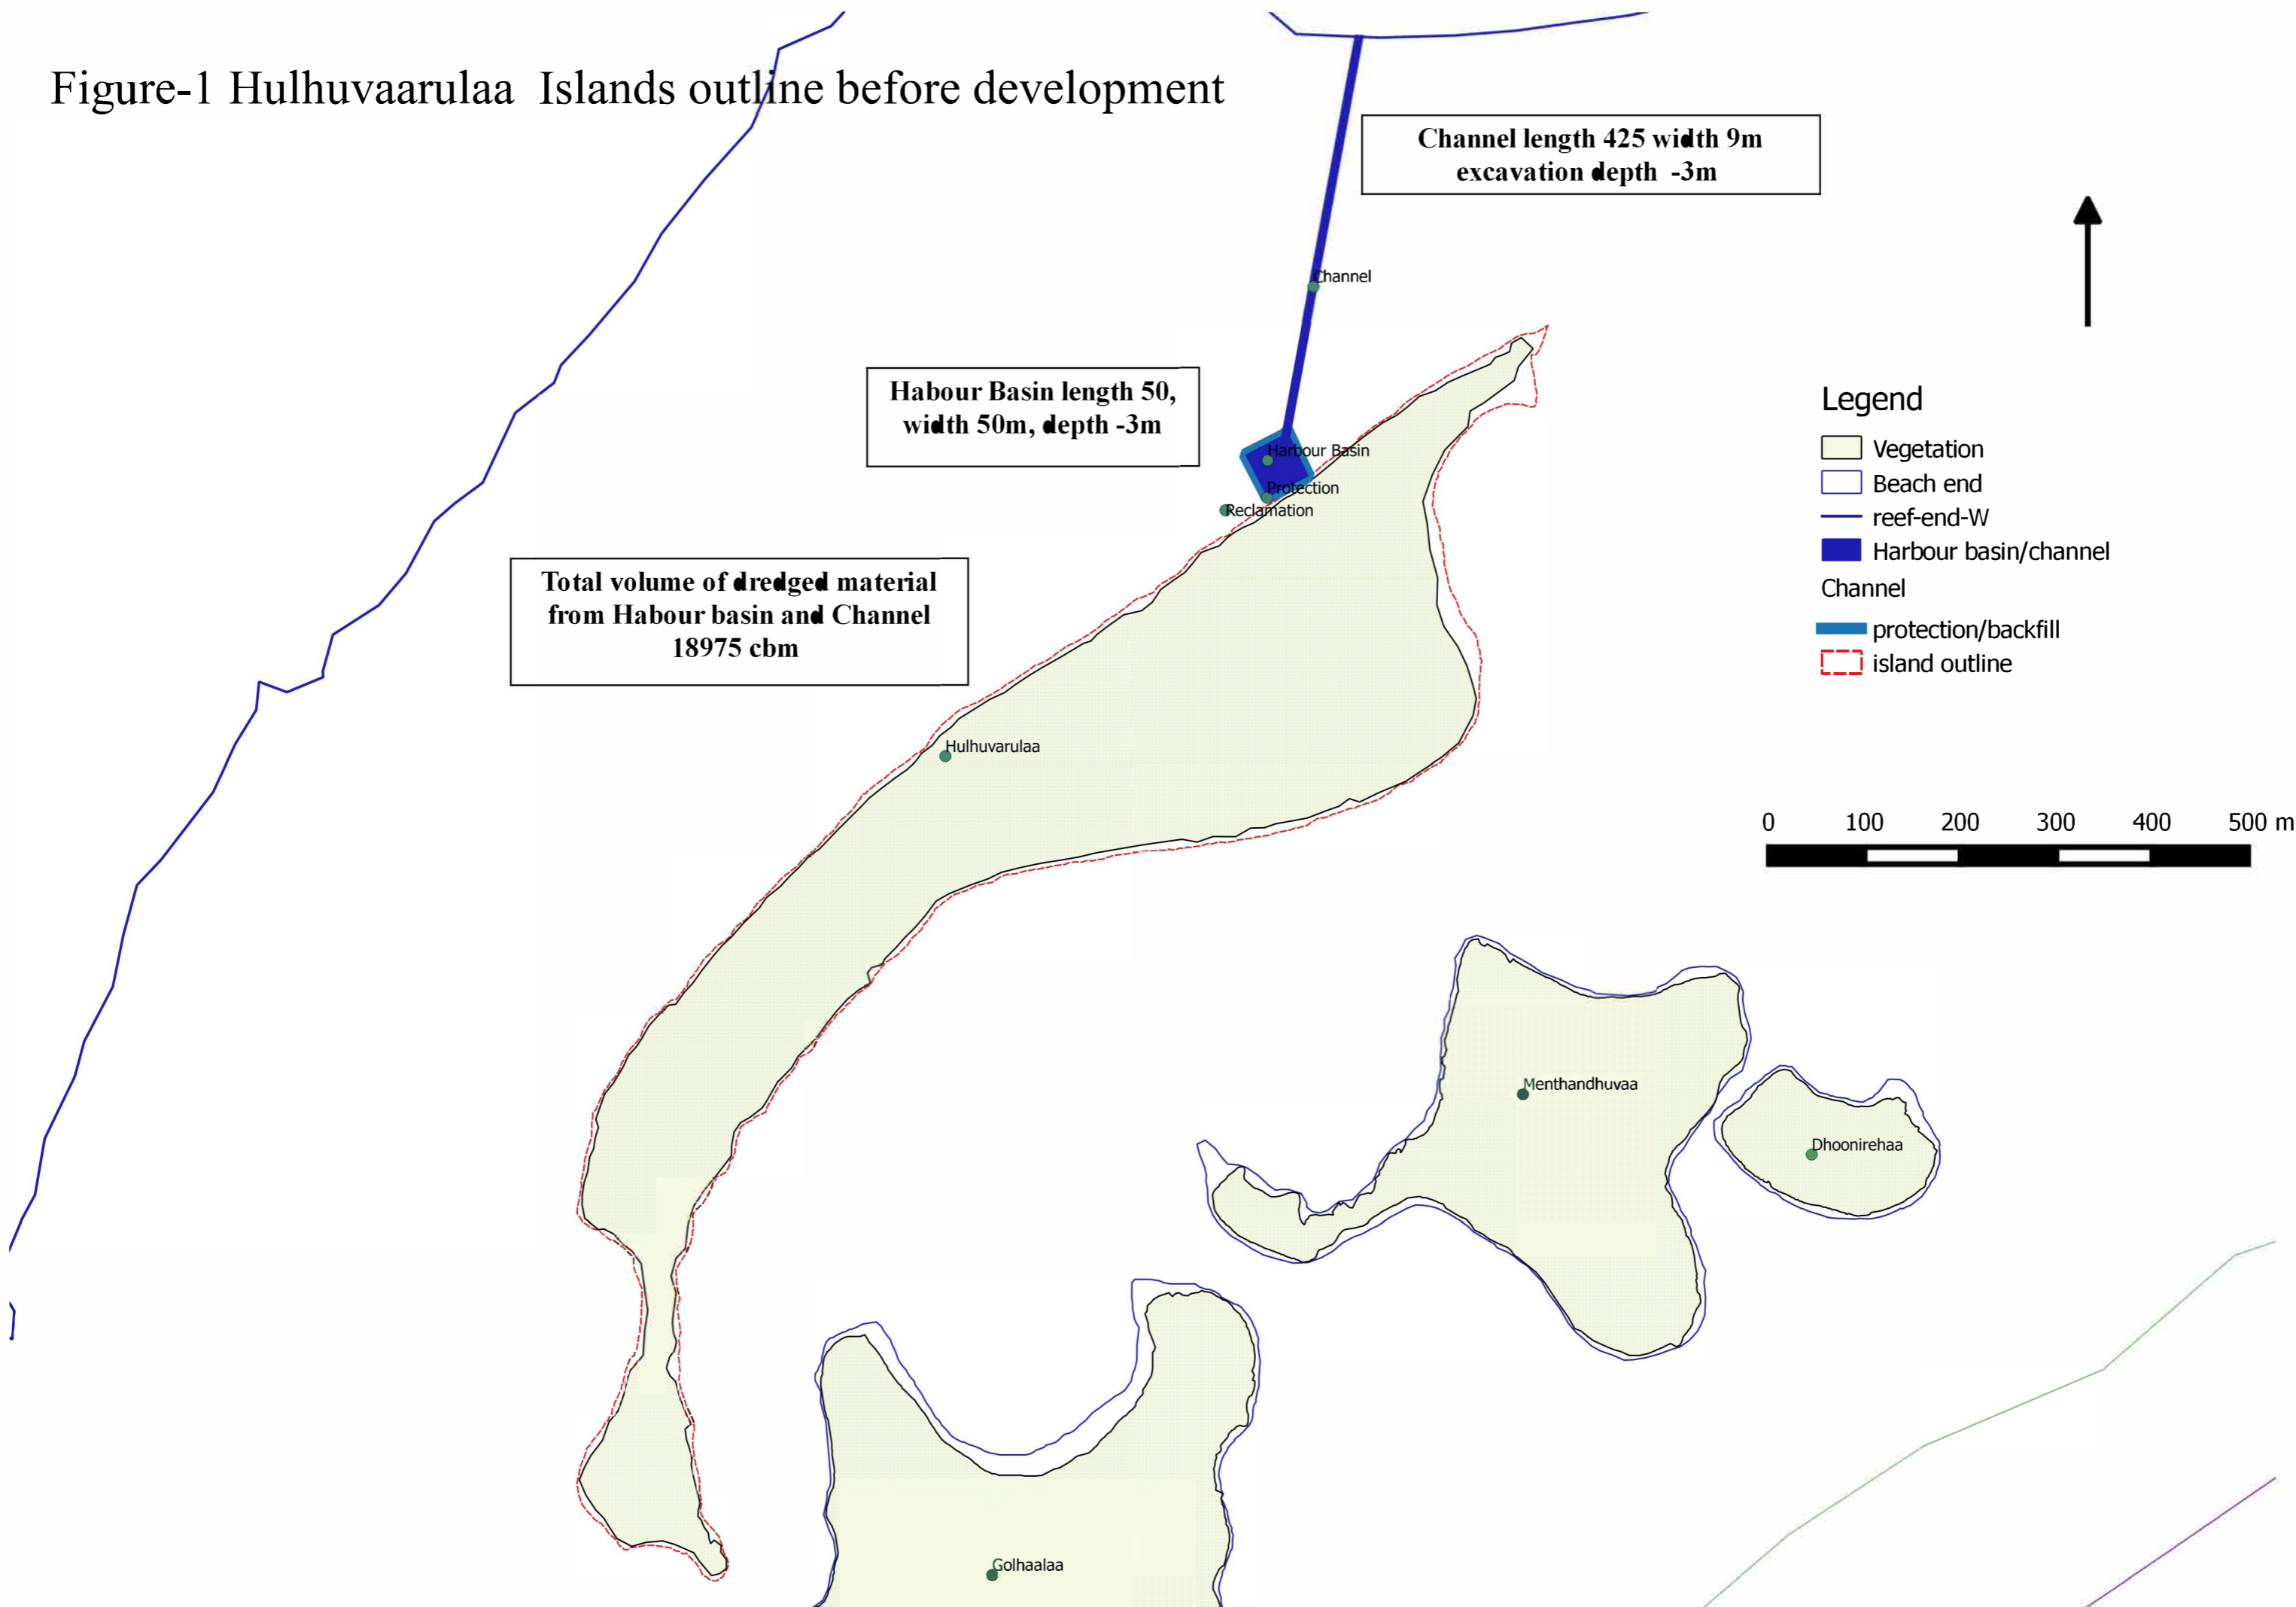 Figure-1 Hulhuvaarulaa Islands outline before development
Channel length 425 width 9m
excavation depth -3m
Channel
Habour Basin length 50,
width 50m, depth -3m
Harbour Basin
Protection
Reclamation
Total volume of dredged material
from Habour basin and Channel
18975 cbm
Hulhuvarulaa
Legend
Vegetation
Beach end
reef-end-W
Harbour basin/channel
Channel
protection/backfill
island outline
0 100 200 300 400 500 m
Menthandhuvaa
Dhoonirehaa
Golhaalaa